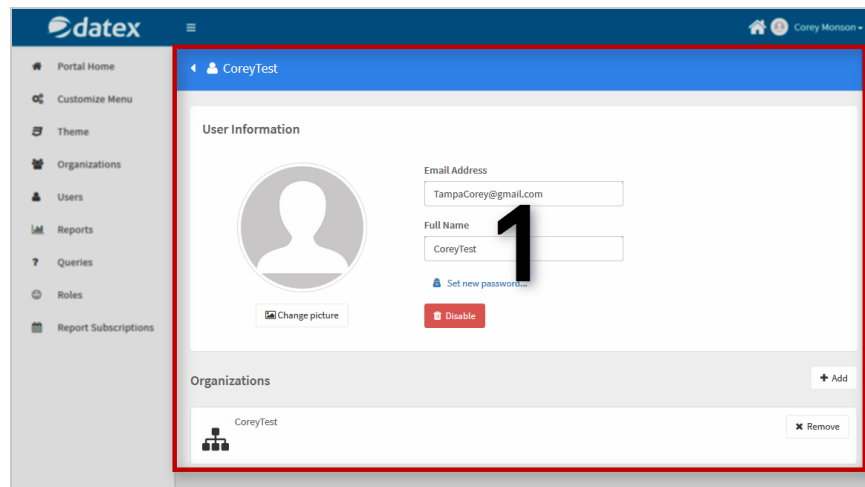 datex
Corey Monson
Portal Home
Customize Menu
Theme
Organizations
Users
Reports
? Queries
Roles
Report Subscriptions
CoreyTest
User Information
Email Address
TampaCorey@gmail.com
Full Name
CoreyTest
1
Set new password...
Change picture
Disable
Organizations
+ Add
CoreyTest
Remove